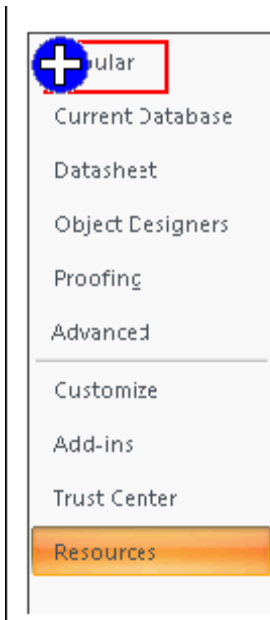 ular
Current Database
Datasheet
Object Designers
Proofing
Advanced
Customize
Add-ins
Trust Center
Resources